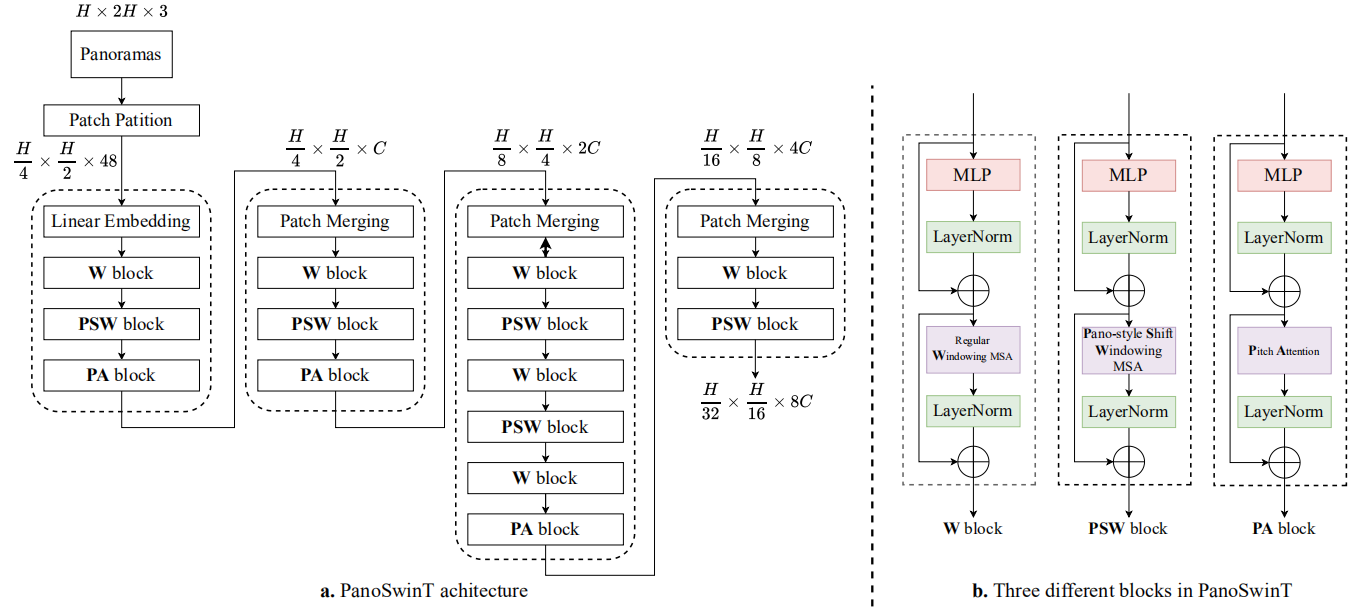 H × 2H × 3
Panoramas
Patch Patition
H/4 × H/2 × 48
Linear Embedding
W block
PSW block
PA block
H/4 × H/2 × C
Patch Merging
W block
PSW block
PA block
H/8 × H/4 × 2C
Patch Merging
W block
PSW block
W block
PSW block
W block
PA block
H/16 × H/8 × 4C
Patch Merging
W block
PSW block
H/32 × H/16 × 8C
a. PanoSwinT achitecture
MLP
LayerNorm
Regular
Windowing MSA
LayerNorm
W block
MLP
LayerNorm
Pano-style Shift
Windowing
MSA
LayerNorm
PSW block
MLP
LayerNorm
Pitch Attention
LayerNorm
PA block
b. Three different blocks in PanoSwinT